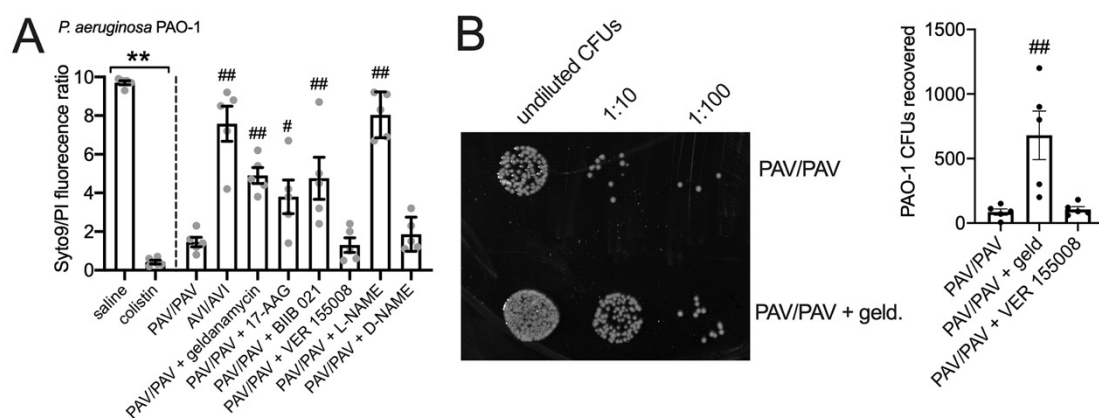 A
P. aeruginosa PAO-1
Syto9/PI fluorecence ratio
10
8
6
4
2
0
**
##
##
#
##
##
saline
colistin
PAV/PAV
AVI/AVI
PAV/PAV + geldanamycin
PAV/PAV + 17-AAG
PAV/PAV + BIIB 021
PAV/PAV + VER 155008
PAV/PAV + L-NAME
PAV/PAV + D-NAME
B
undiluted CFUs
1:10
1:100
PAV/PAV
PAV/PAV + geld.
PAO-1 CFUs recovered
1500
1000
500
0
##
PAV/PAV
PAV/PAV + geld
PAV/PAV + VER 155008